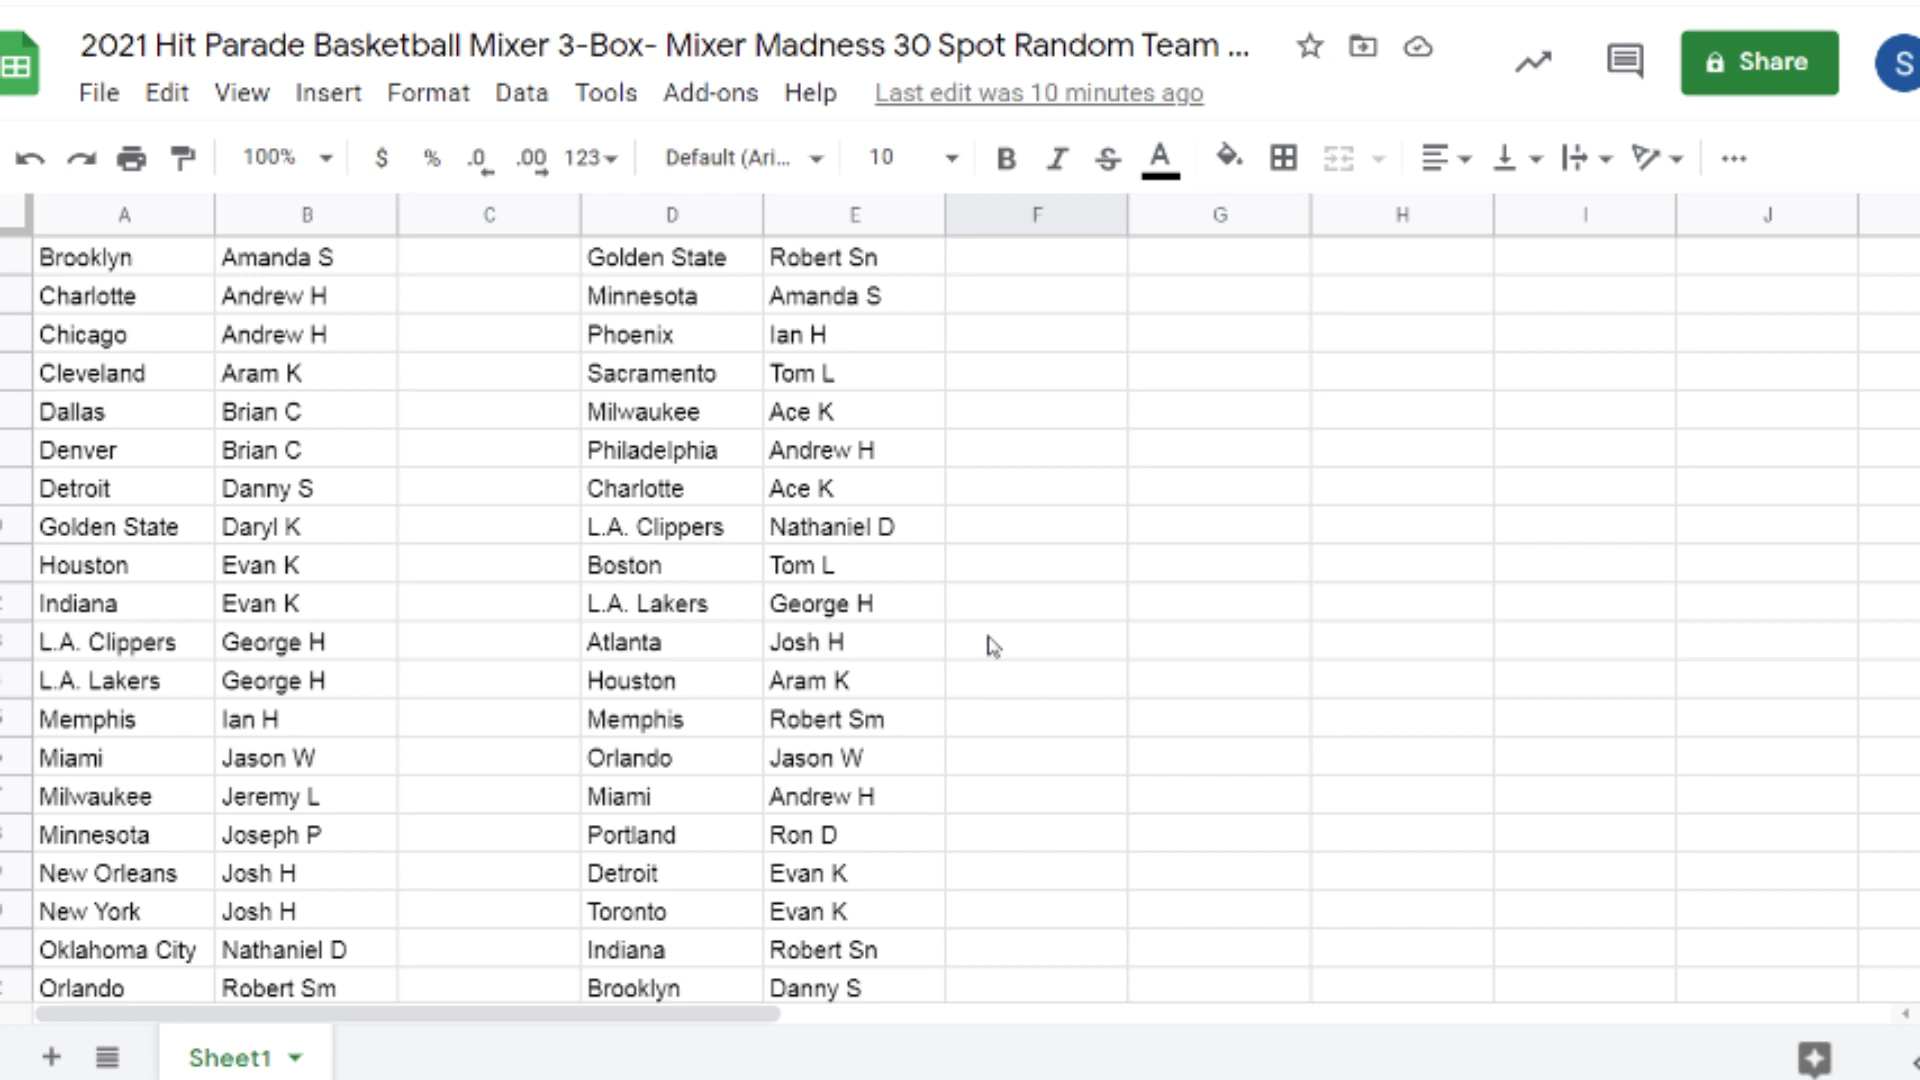 2021 Hit Parade Basketball Mixer 3-Box- Mixer Madness 30 Spot Random Team ...
Share
S
File Edit View Insert Format Data Tools Add-ons Help Last edit was 10 minutes ago
100% $ % .0 .00 123 Default (Ari... 10 B I S A
A B C D E F G H I J
Brooklyn Amanda S Golden State Robert Sn
Charlotte Andrew H Minnesota Amanda S
Chicago Andrew H Phoenix Ian H
Cleveland Aram K Sacramento Tom L
Dallas Brian C Milwaukee Ace K
Denver Brian C Philadelphia Andrew H
Detroit Danny S Charlotte Ace K
Golden State Daryl K L.A. Clippers Nathaniel D
Houston Evan K Boston Tom L
Indiana Evan K L.A. Lakers George H
L.A. Clippers George H Atlanta Josh H
L.A. Lakers George H Houston Aram K
Memphis Ian H Memphis Robert Sm
Miami Jason W Orlando Jason W
Milwaukee Jeremy L Miami Andrew H
Minnesota Joseph P Portland Ron D
New Orleans Josh H Detroit Evan K
New York Josh H Toronto Evan K
Oklahoma City Nathaniel D Indiana Robert Sn
Orlando Robert Sm Brooklyn Danny S
Sheet1